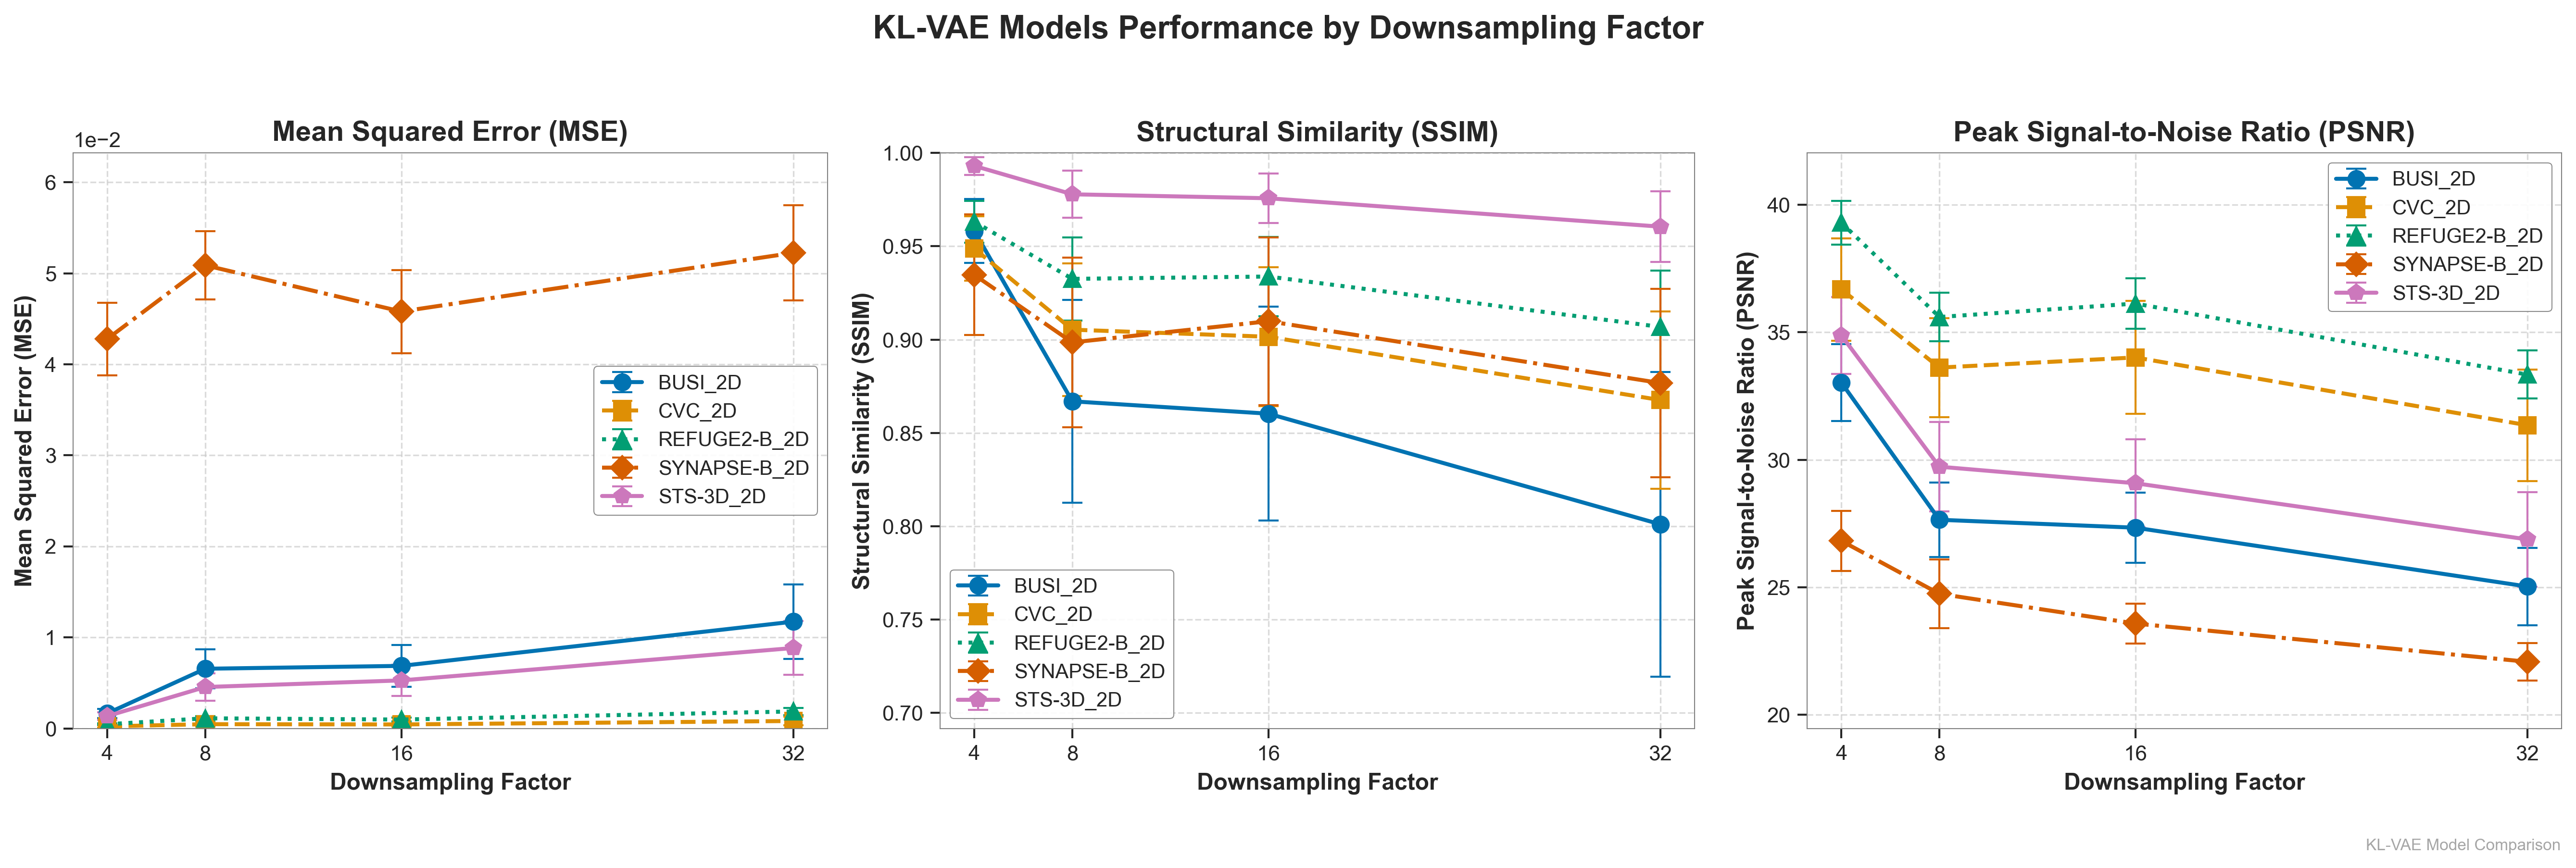 KL-VAE Models Performance by Downsampling Factor
Mean Squared Error (MSE)
1e−2
6
5
4
3
2
1
0
4 8 16 32
Mean Squared Error (MSE)
Downsampling Factor
BUSI_2D
CVC_2D
REFUGE2-B_2D
SYNAPSE-B_2D
STS-3D_2D
Structural Similarity (SSIM)
1.00
0.95
0.90
0.85
0.80
0.75
0.70
4 8 16 32
Structural Similarity (SSIM)
Downsampling Factor
BUSI_2D
CVC_2D
REFUGE2-B_2D
SYNAPSE-B_2D
STS-3D_2D
Peak Signal-to-Noise Ratio (PSNR)
40
35
30
25
20
4 8 16 32
Peak Signal-to-Noise Ratio (PSNR)
Downsampling Factor
BUSI_2D
CVC_2D
REFUGE2-B_2D
SYNAPSE-B_2D
STS-3D_2D
KL-VAE Model Comparison